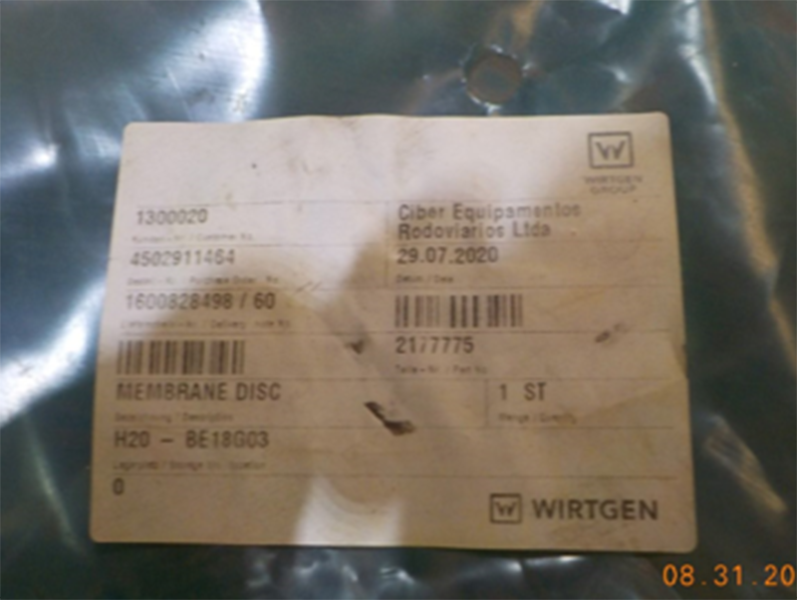 WIRTGEN
GROUP
1300020
Ciber Equipamentos
Rodoviarios Ltda
4502911464
29.07.2020
1600828498 / 60
2177775
MEMBRANE DISC
1 ST
H20 - BE18G03
0
WIRTGEN
08.31.20